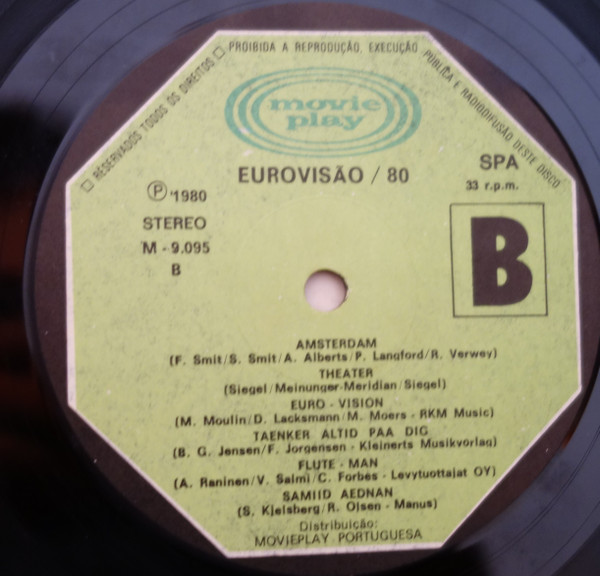 □ RESERVADOS TODOS OS DIREITOS □ PROIBIDA A REPRODUÇÃO, EXECUÇÃO PÚBLICA E RADIODIFUSÃO DESTE DISCO
movie
play
EUROVISÃO / 80
SPA
33 r.p.m.
Ⓟ 1980
STEREO
M - 9.095
B
B
AMSTERDAM
(F. Smit/S. Smit/A. Alberts/P. Langford/R. Verwey)
THEATER
(Siegel/Meinunger-Meridian/Siegel)
EURO - VISION
(M. Moulin/D. Lacksmann/M. Moers - RKM Music)
TAENKER ALTID PAA DIG
(B. G. Jensen/F. Jorgensen - Kleinerts Musikvorlag)
FLUTE - MAN
(A. Raninen/V. Salmi/C. Forbes - Levytuottajat OY)
SAMIID AEDNAN
(S. Kjelsberg/R. Olsen - Manus)
Distribuição:
MOVIEPLAY PORTUGUESA